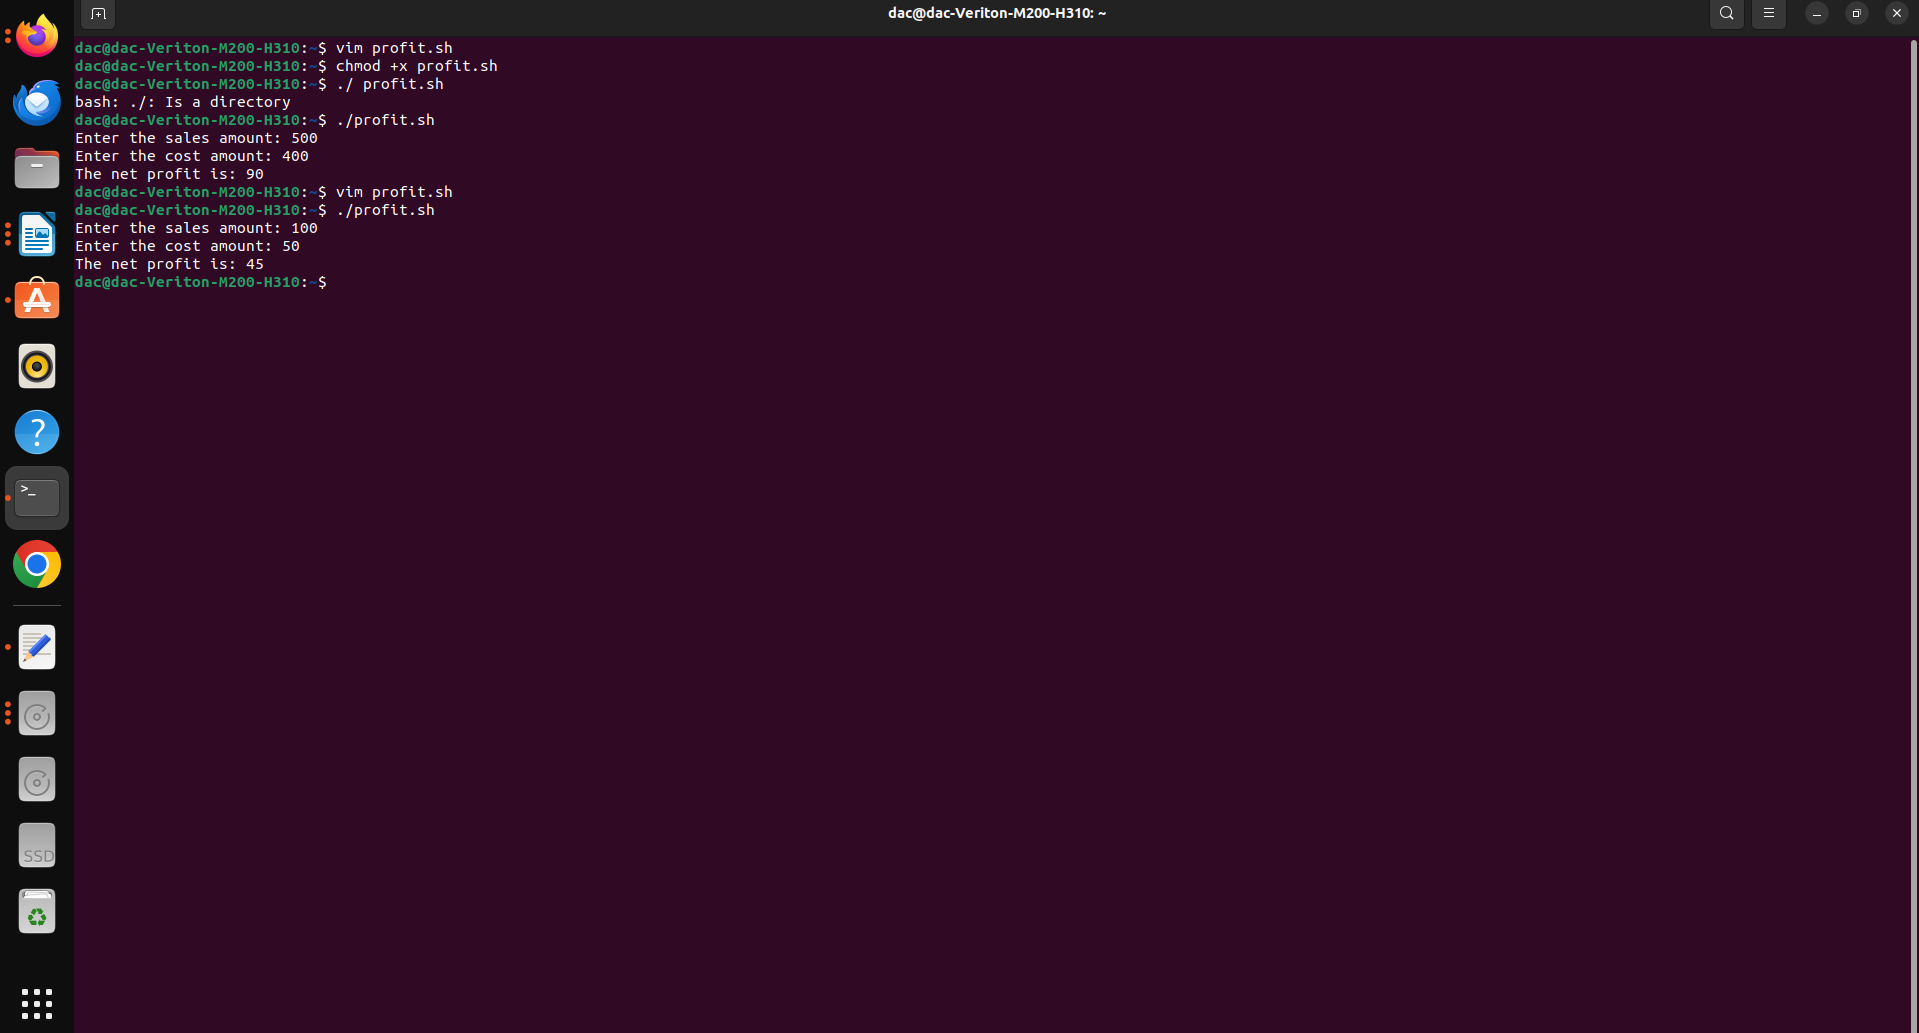 dac@dac-Veriton-M200-H310: ~
dac@dac-Veriton-M200-H310:~$ vim profit.sh
dac@dac-Veriton-M200-H310:~$ chmod +x profit.sh
dac@dac-Veriton-M200-H310:~$ ./ profit.sh
bash: ./: Is a directory
dac@dac-Veriton-M200-H310:~$ ./profit.sh
Enter the sales amount: 500
Enter the cost amount: 400
The net profit is: 90
dac@dac-Veriton-M200-H310:~$ vim profit.sh
dac@dac-Veriton-M200-H310:~$ ./profit.sh
Enter the sales amount: 100
Enter the cost amount: 50
The net profit is: 45
dac@dac-Veriton-M200-H310:~$
SSD